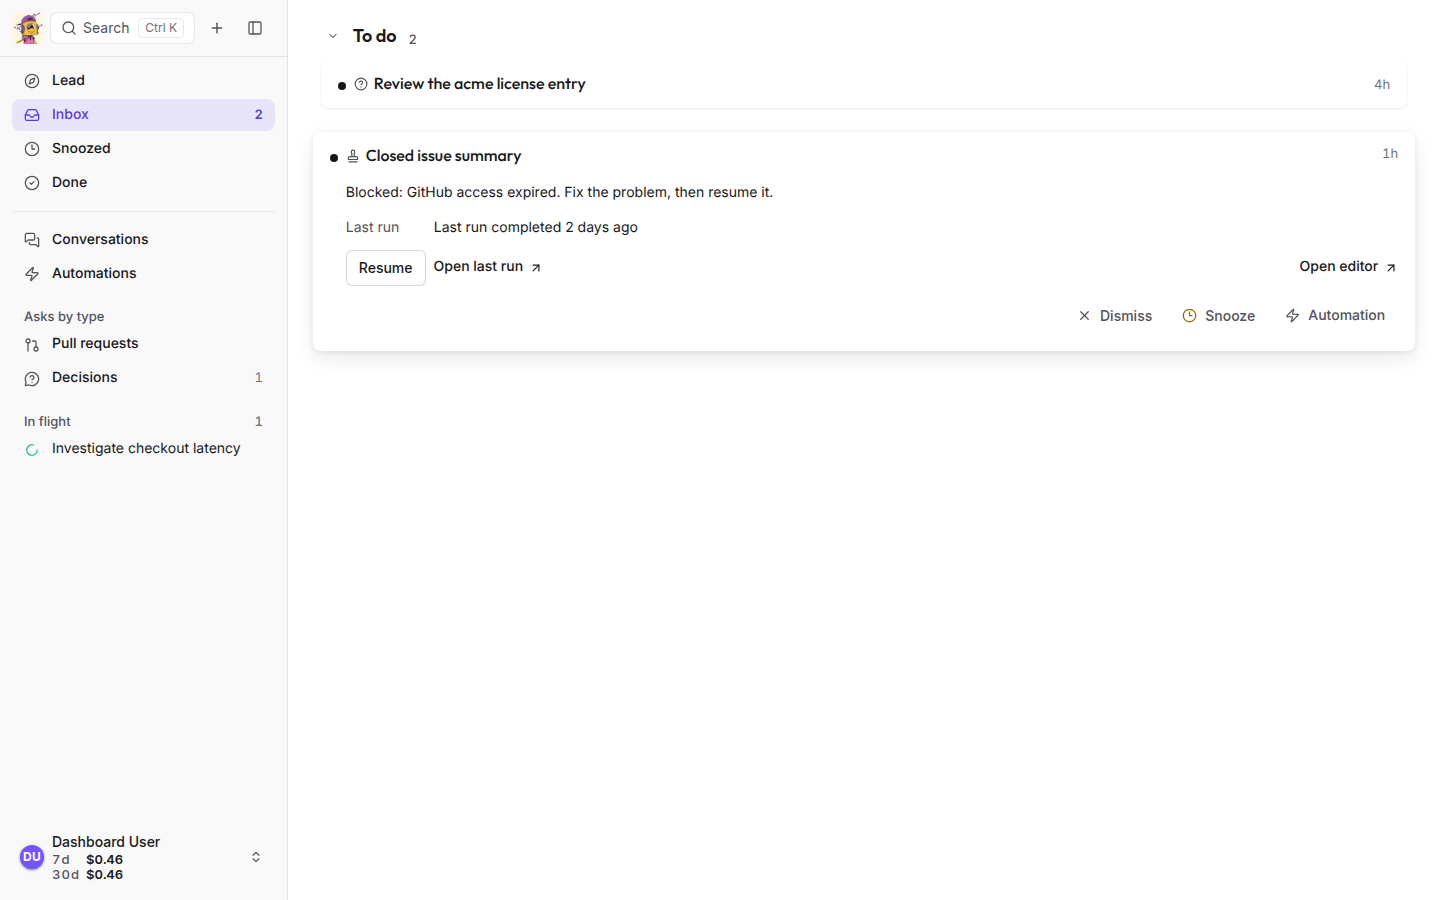 Search Ctrl K
Lead
Inbox 2
Snoozed
Done
Conversations
Automations
Asks by type
Pull requests
Decisions 1
In flight 1
Investigate checkout latency
DU
Dashboard User
7d $0.46
30d $0.46
To do 2
Review the acme license entry 4h
Closed issue summary 1h
Blocked: GitHub access expired. Fix the problem, then resume it.
Last run Last run completed 2 days ago
Resume Open last run Open editor
Dismiss Snooze Automation